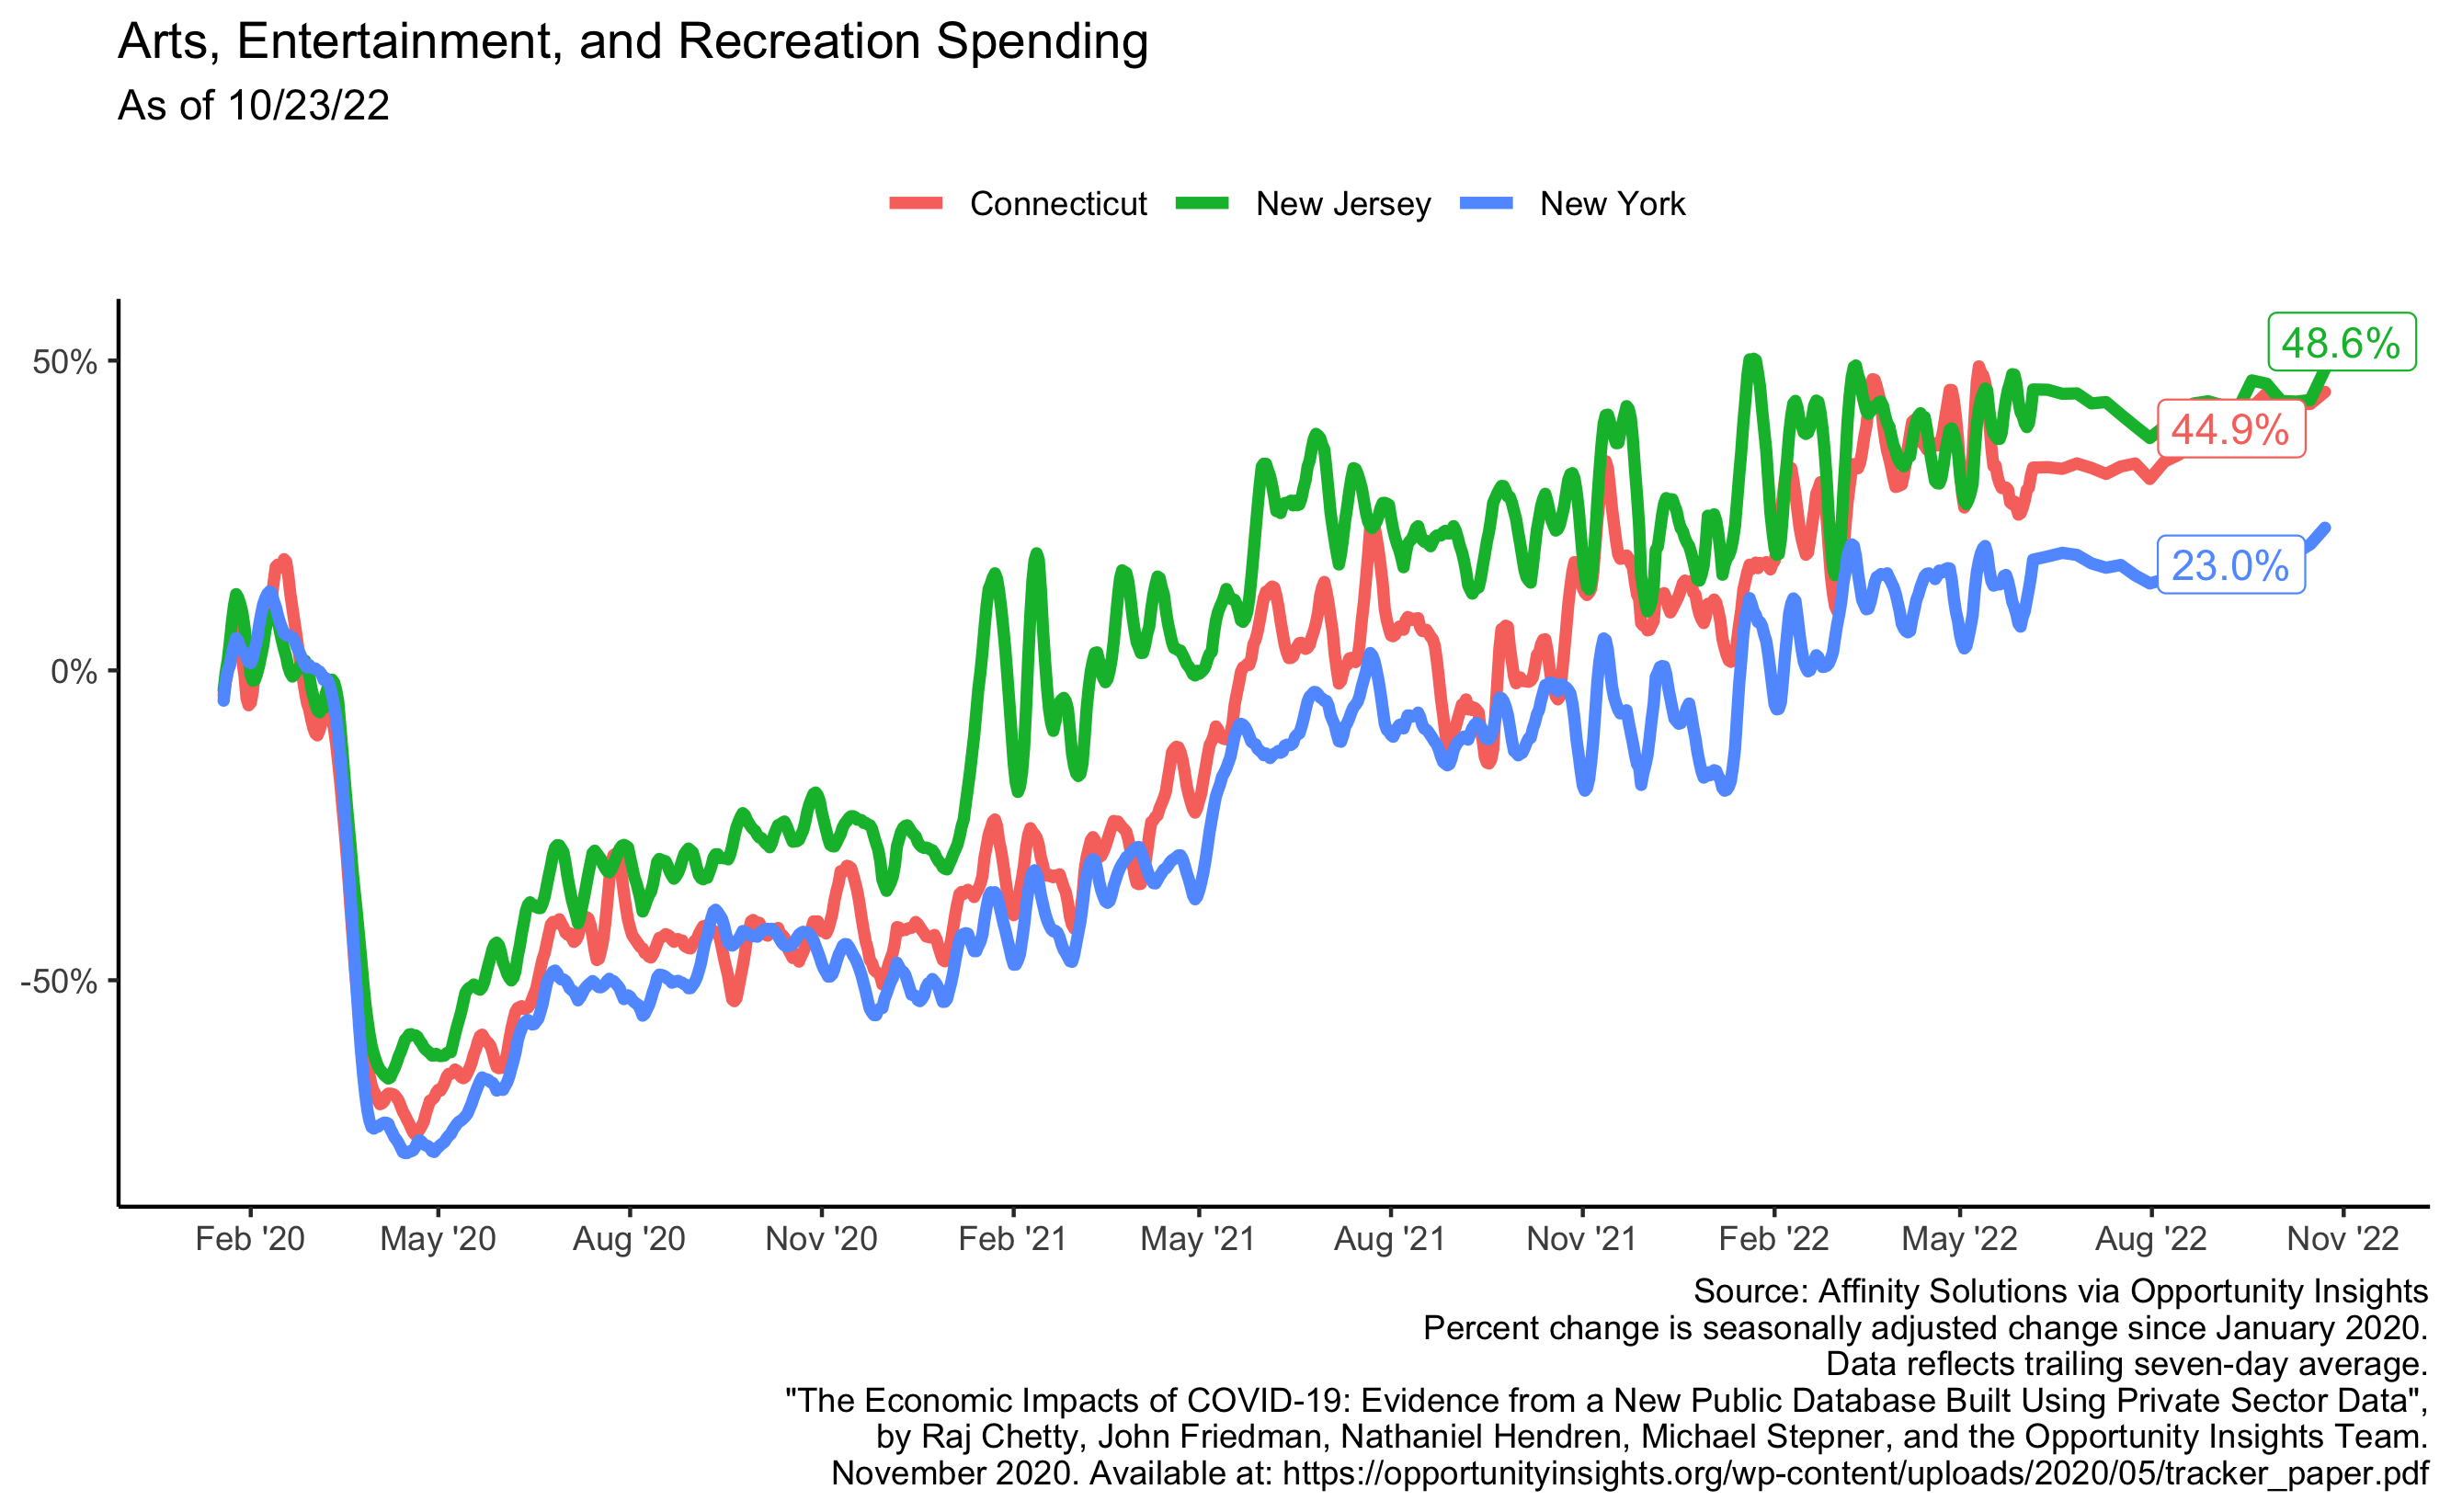 Arts, Entertainment, and Recreation Spending
As of 10/23/22
Connecticut New Jersey New York
50%
0%
-50%
48.6%
44.9%
23.0%
Feb '20 May '20 Aug '20 Nov '20 Feb '21 May '21 Aug '21 Nov '21 Feb '22 May '22 Aug '22 Nov '22
Source: Affinity Solutions via Opportunity Insights
Percent change is seasonally adjusted change since January 2020.
Data reflects trailing seven-day average.
"The Economic Impacts of COVID-19: Evidence from a New Public Database Built Using Private Sector Data",
by Raj Chetty, John Friedman, Nathaniel Hendren, Michael Stepner, and the Opportunity Insights Team.
November 2020. Available at: https://opportunityinsights.org/wp-content/uploads/2020/05/tracker_paper.pdf